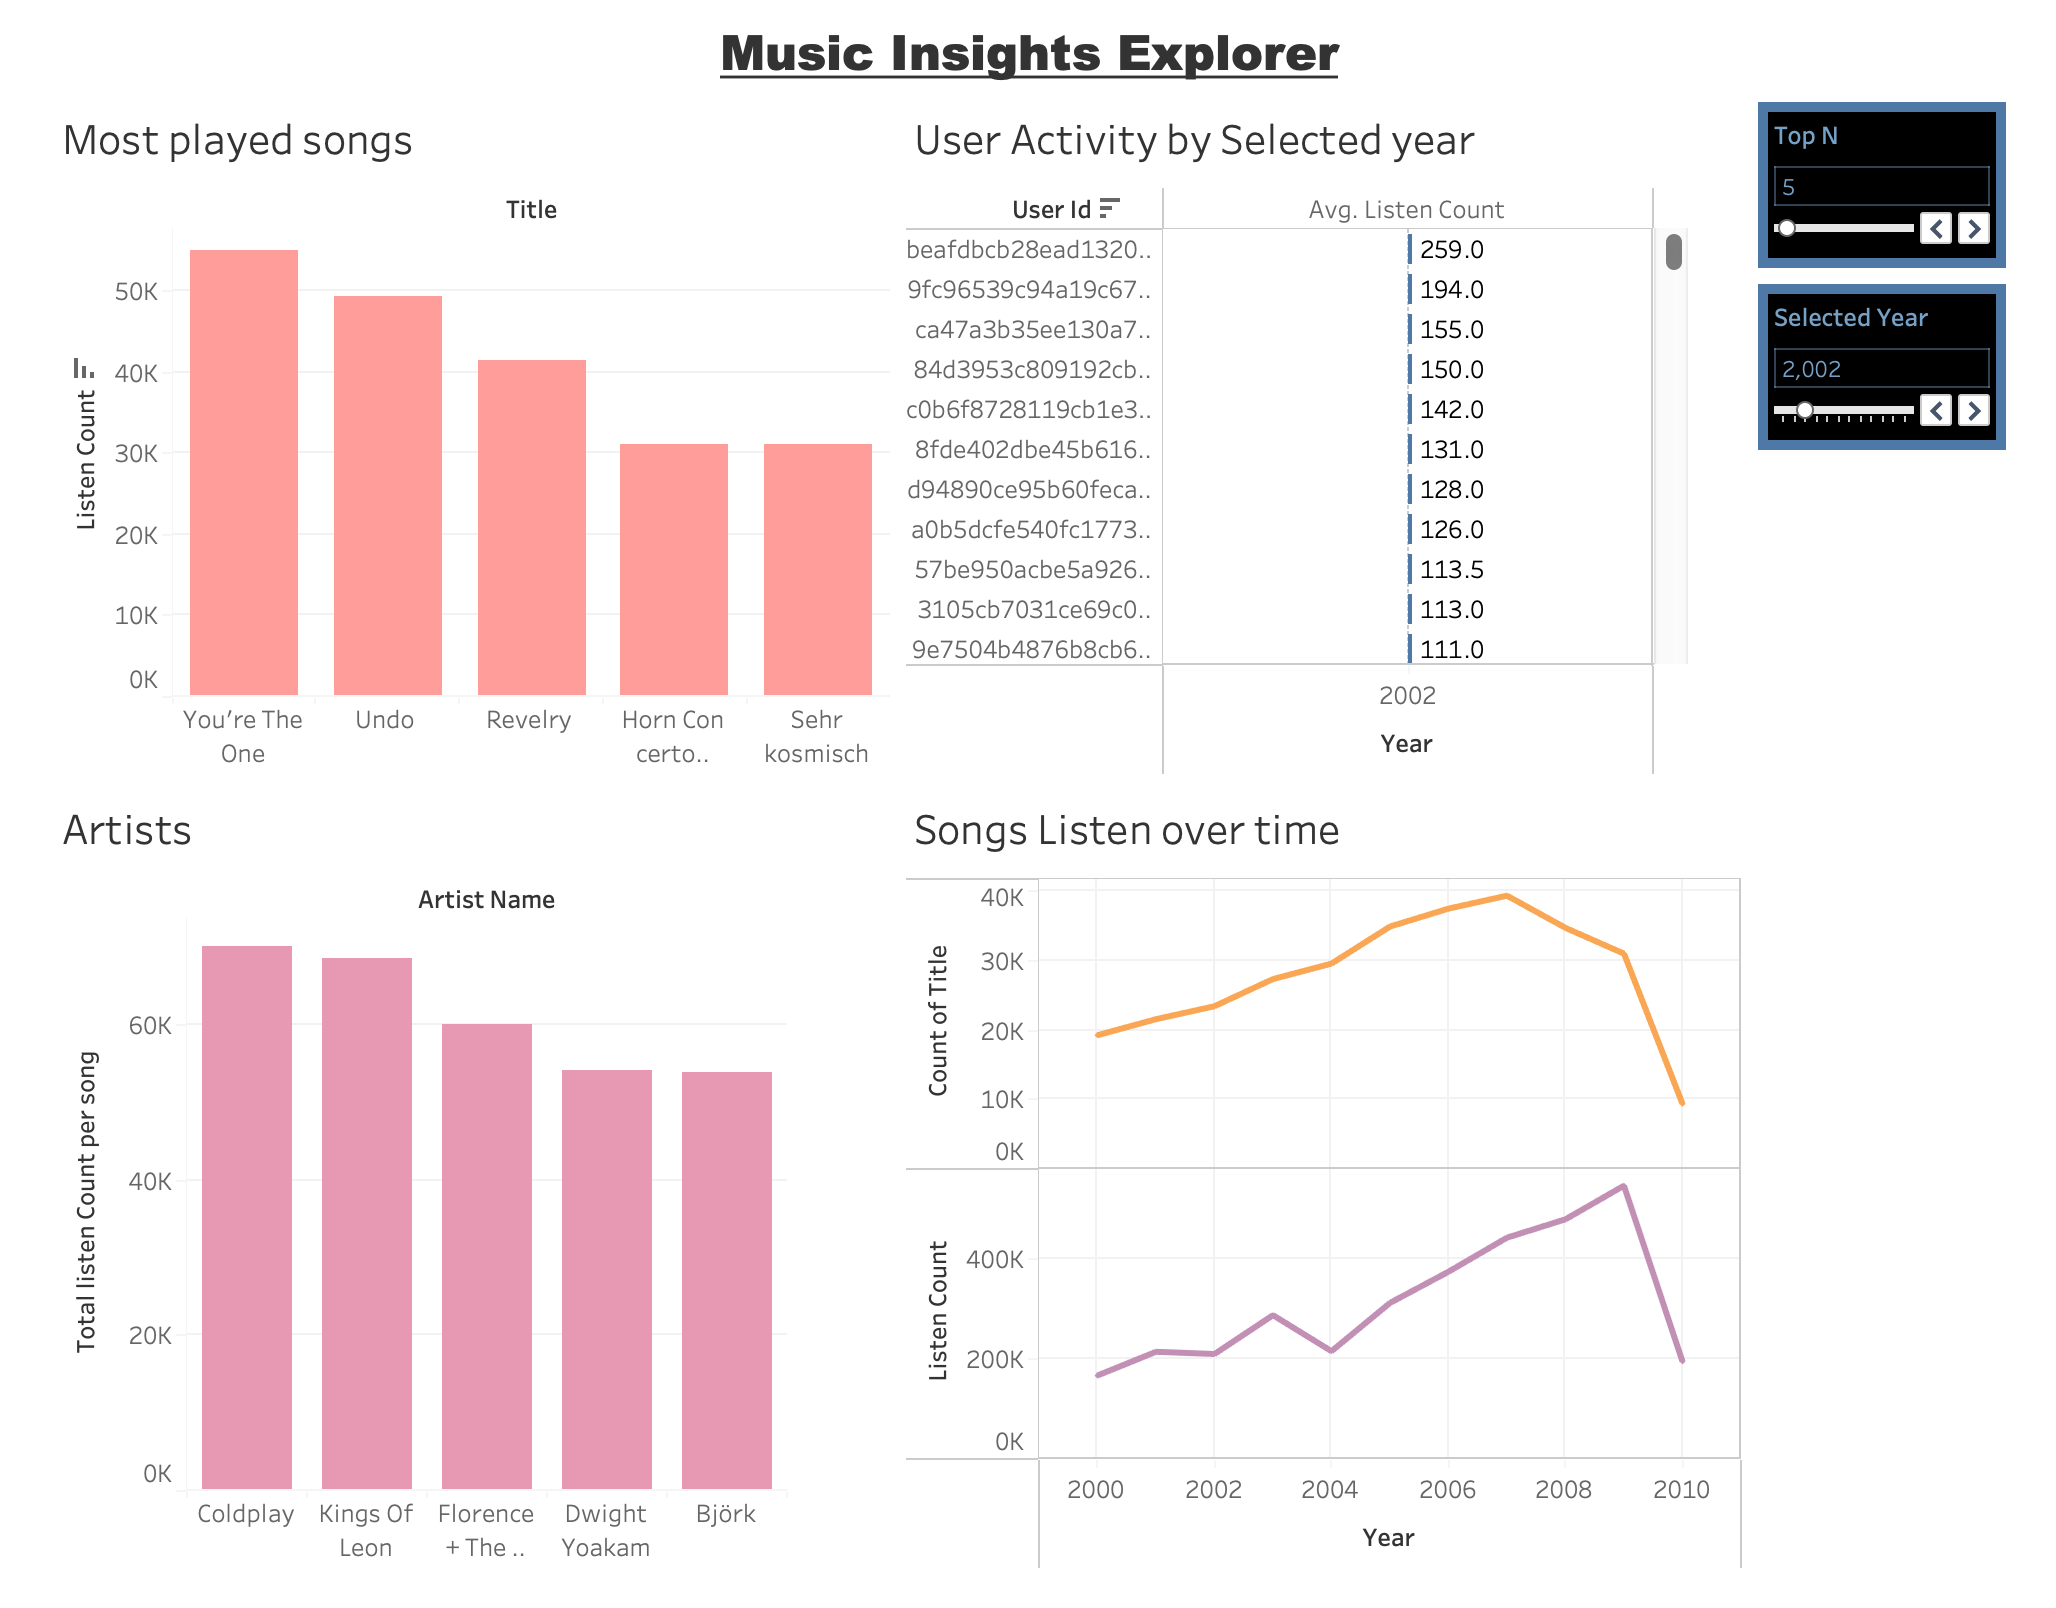 Music Insights Explorer
Most played songs
Title
Listen Count
50K
40K
30K
20K
10K
0K
You're The One
Undo
Revelry
Horn Con certo..
Sehr kosmisch
User Activity by Selected year
User Id
Avg. Listen Count
beafdbcb28ead1320.. 259.0
9fc96539c94a19c67.. 194.0
ca47a3b35ee130a7.. 155.0
84d3953c809192cb.. 150.0
c0b6f8728119cb1e3.. 142.0
8fde402dbe45b616.. 131.0
d94890ce95b60feca.. 128.0
a0b5dcfe540fc1773.. 126.0
57be950acbe5a926.. 113.5
3105cb7031ce69c0.. 113.0
9e7504b4876b8cb6.. 111.0
2002
Year
Top N
5
Selected Year
2,002
Artists
Artist Name
Total listen Count per song
60K
40K
20K
0K
Coldplay
Kings Of Leon
Florence + The ..
Dwight Yoakam
Björk
Songs Listen over time
Count of Title
40K
30K
20K
10K
0K
Listen Count
400K
200K
0K
2000 2002 2004 2006 2008 2010
Year